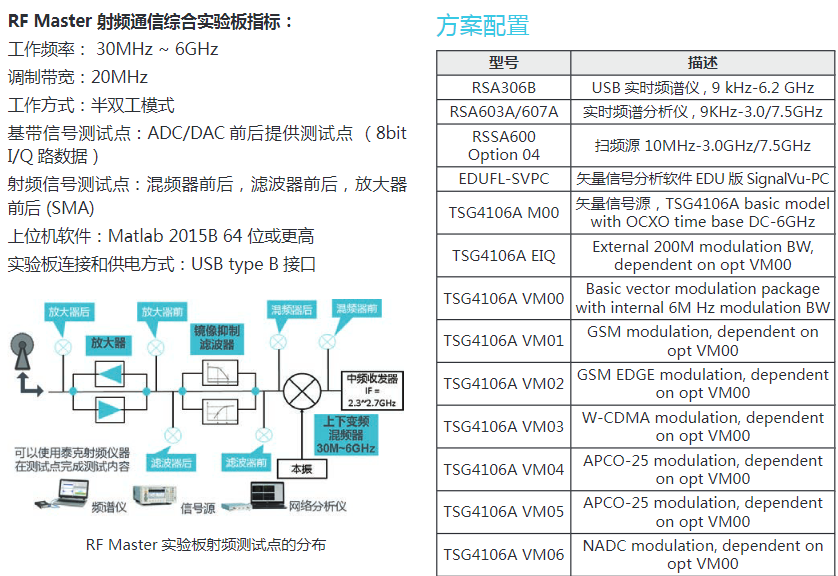 RF Master 射频通信综合实验板指标：
工作频率： 30MHz ~ 6GHz
调制带宽：20MHz
工作方式：半双工模式
基带信号测试点：ADC/DAC 前后提供测试点 （ 8bit
I/Q 路数据 ）
射频信号测试点：混频器前后，滤波器前后，放大器
前后 (SMA)
上位机软件：Matlab 2015B 64 位或更高
实验板连接和供电方式：USB type B 接口
放大器后
放大器前
混频器后
混频器前
放大器
镜像抑制
滤波器
中频收发器
IF =
2.3~2.7GHz
上下变频
混频器
30M~6GHz
滤波器后
滤波器前
本振
可以使用泰克射频仪器
在测试点完成测试内容
频谱仪
信号源
网络分析仪
RF Master 实验板射频测试点的分布
方案配置
型号 描述
RSA306B USB 实时频谱仪 , 9 kHz-6.2 GHz
RSA603A/607A 实时频谱分析仪 , 9KHz-3.0/7.5GHz
RSSA600
Option 04
扫频源 10MHz-3.0GHz/7.5GHz
EDUFL-SVPC 矢量信号分析软件 EDU 版 SignalVu-PC
TSG4106A M00
矢量信号源 , TSG4106A basic model
with OCXO time base DC-6GHz
TSG4106A EIQ
External 200M modulation BW,
dependent on opt VM00
TSG4106A VM00
Basic vector modulation package
with internal 6M Hz modulation BW
TSG4106A VM01
GSM modulation, dependent on
opt VM00
TSG4106A VM02
GSM EDGE modulation, dependent
on opt VM00
TSG4106A VM03
W-CDMA modulation, dependent
on opt VM00
TSG4106A VM04
APCO-25 modulation, dependent
on opt VM00
TSG4106A VM05
APCO-25 modulation, dependent
on opt VM00
TSG4106A VM06
NADC modulation, dependent on
opt VM00